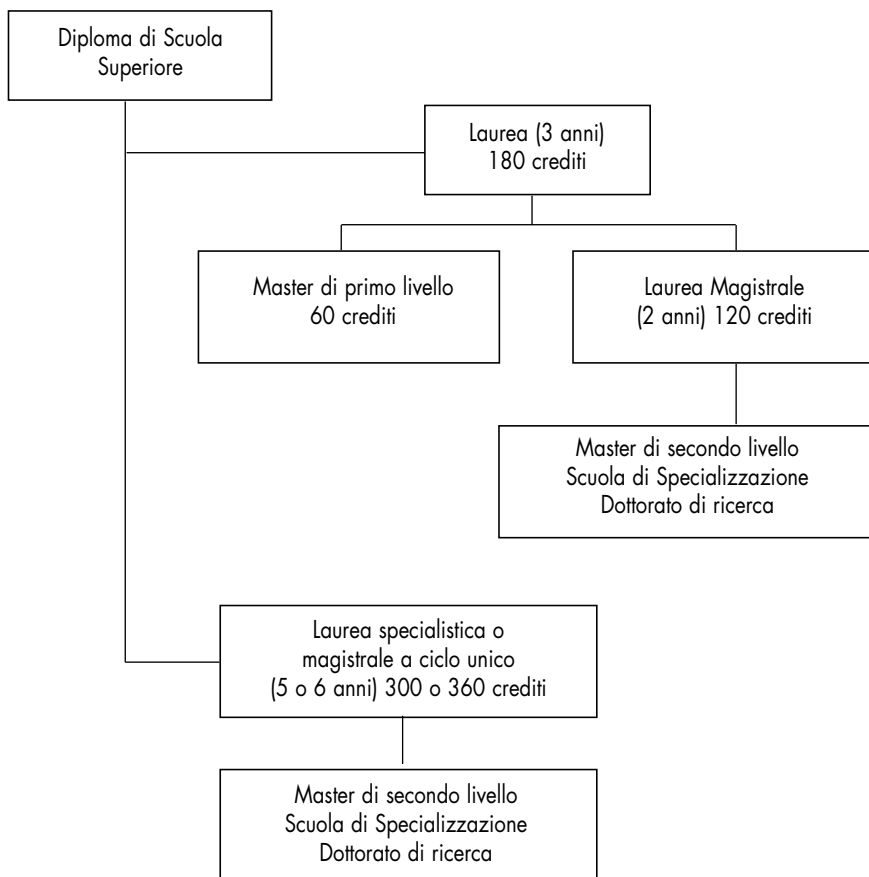 Diploma di Scuola
Superiore
Laurea (3 anni)
180 crediti
Master di primo livello
60 crediti
Laurea Magistrale
(2 anni) 120 crediti
Master di secondo livello
Scuola di Specializzazione
Dottorato di ricerca
Laurea specialistica o
magistrale a ciclo unico
(5 o 6 anni) 300 o 360 crediti
Master di secondo livello
Scuola di Specializzazione
Dottorato di ricerca